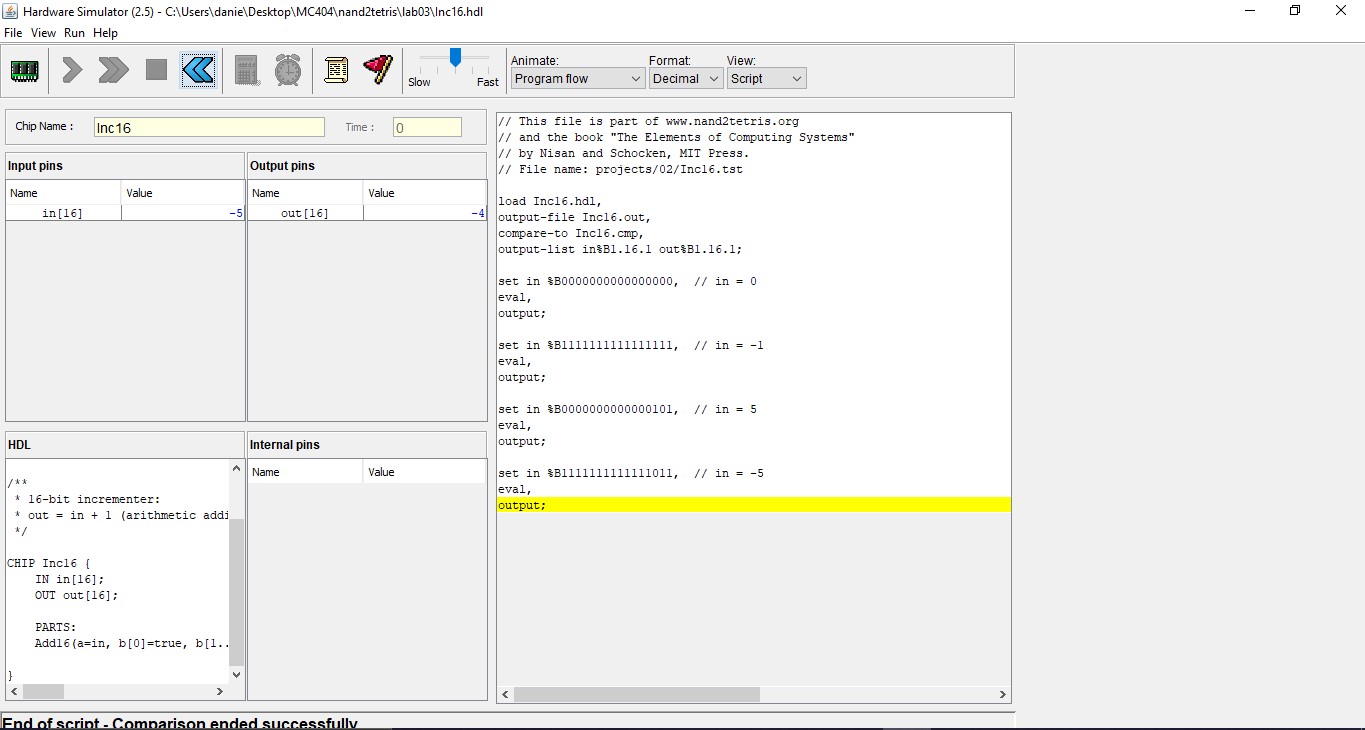 Hardware Simulator (2.5) - C:\Users\danie\Desktop\MC404\nand2tetris\lab03\Inc16.hdl
File View Run Help
Slow Fast
Animate: Format: View:
Program flow Decimal Script
Chip Name : Inc16 Time : 0
Input pins
Name Value
in[16] -5
Output pins
Name Value
out[16] -4
HDL
/**
* 16-bit incrementer:
* out = in + 1 (arithmetic addi
*/
CHIP Inc16 {
IN in[16];
OUT out[16];
PARTS:
Add16(a=in, b[0]=true, b[1..
}
Internal pins
Name Value
// This file is part of www.nand2tetris.org
// and the book "The Elements of Computing Systems"
// by Nisan and Schocken, MIT Press.
// File name: projects/02/Inc16.tst
load Inc16.hdl,
output-file Inc16.out,
compare-to Inc16.cmp,
output-list in%B1.16.1 out%B1.16.1;
set in %B0000000000000000, // in = 0
eval,
output;
set in %B1111111111111111, // in = -1
eval,
output;
set in %B0000000000000101, // in = 5
eval,
output;
set in %B1111111111111011, // in = -5
eval,
output;
End of script - Comparison ended successfully